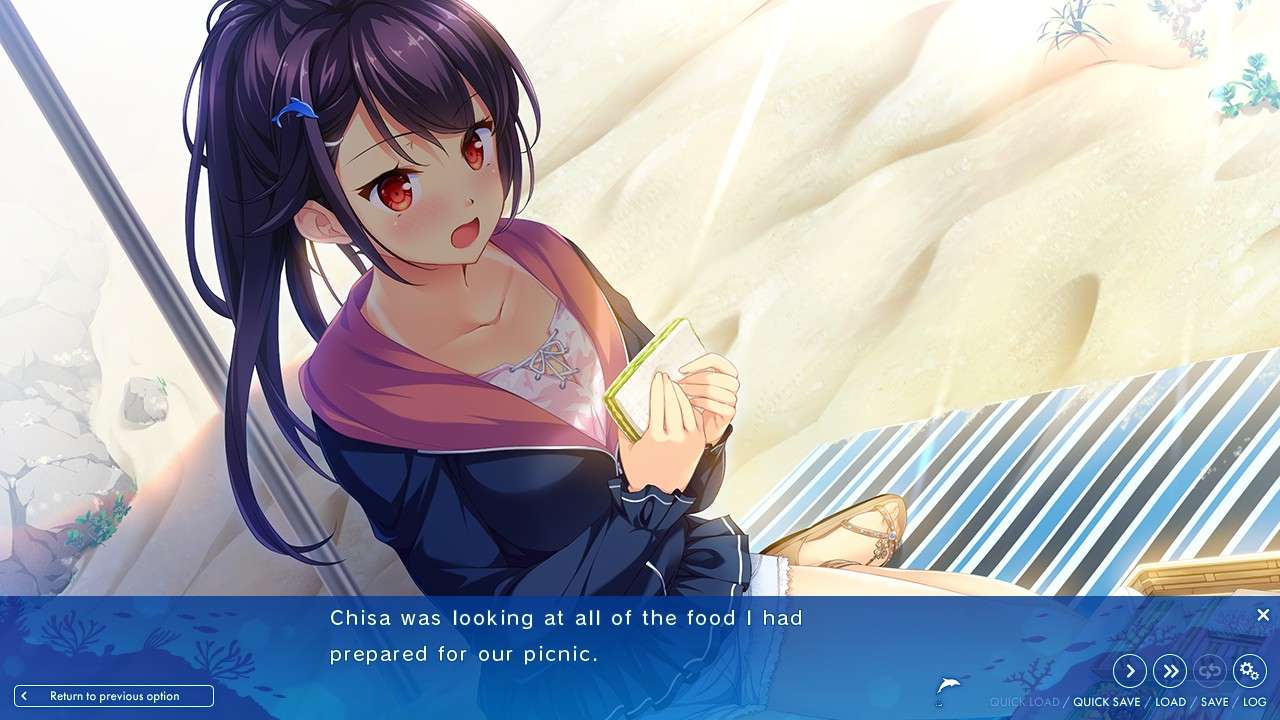 Chisa was looking at all of the food I had
prepared for our picnic.
Return to previous option
QUICK LOAD / QUICK SAVE / LOAD / SAVE / LOG